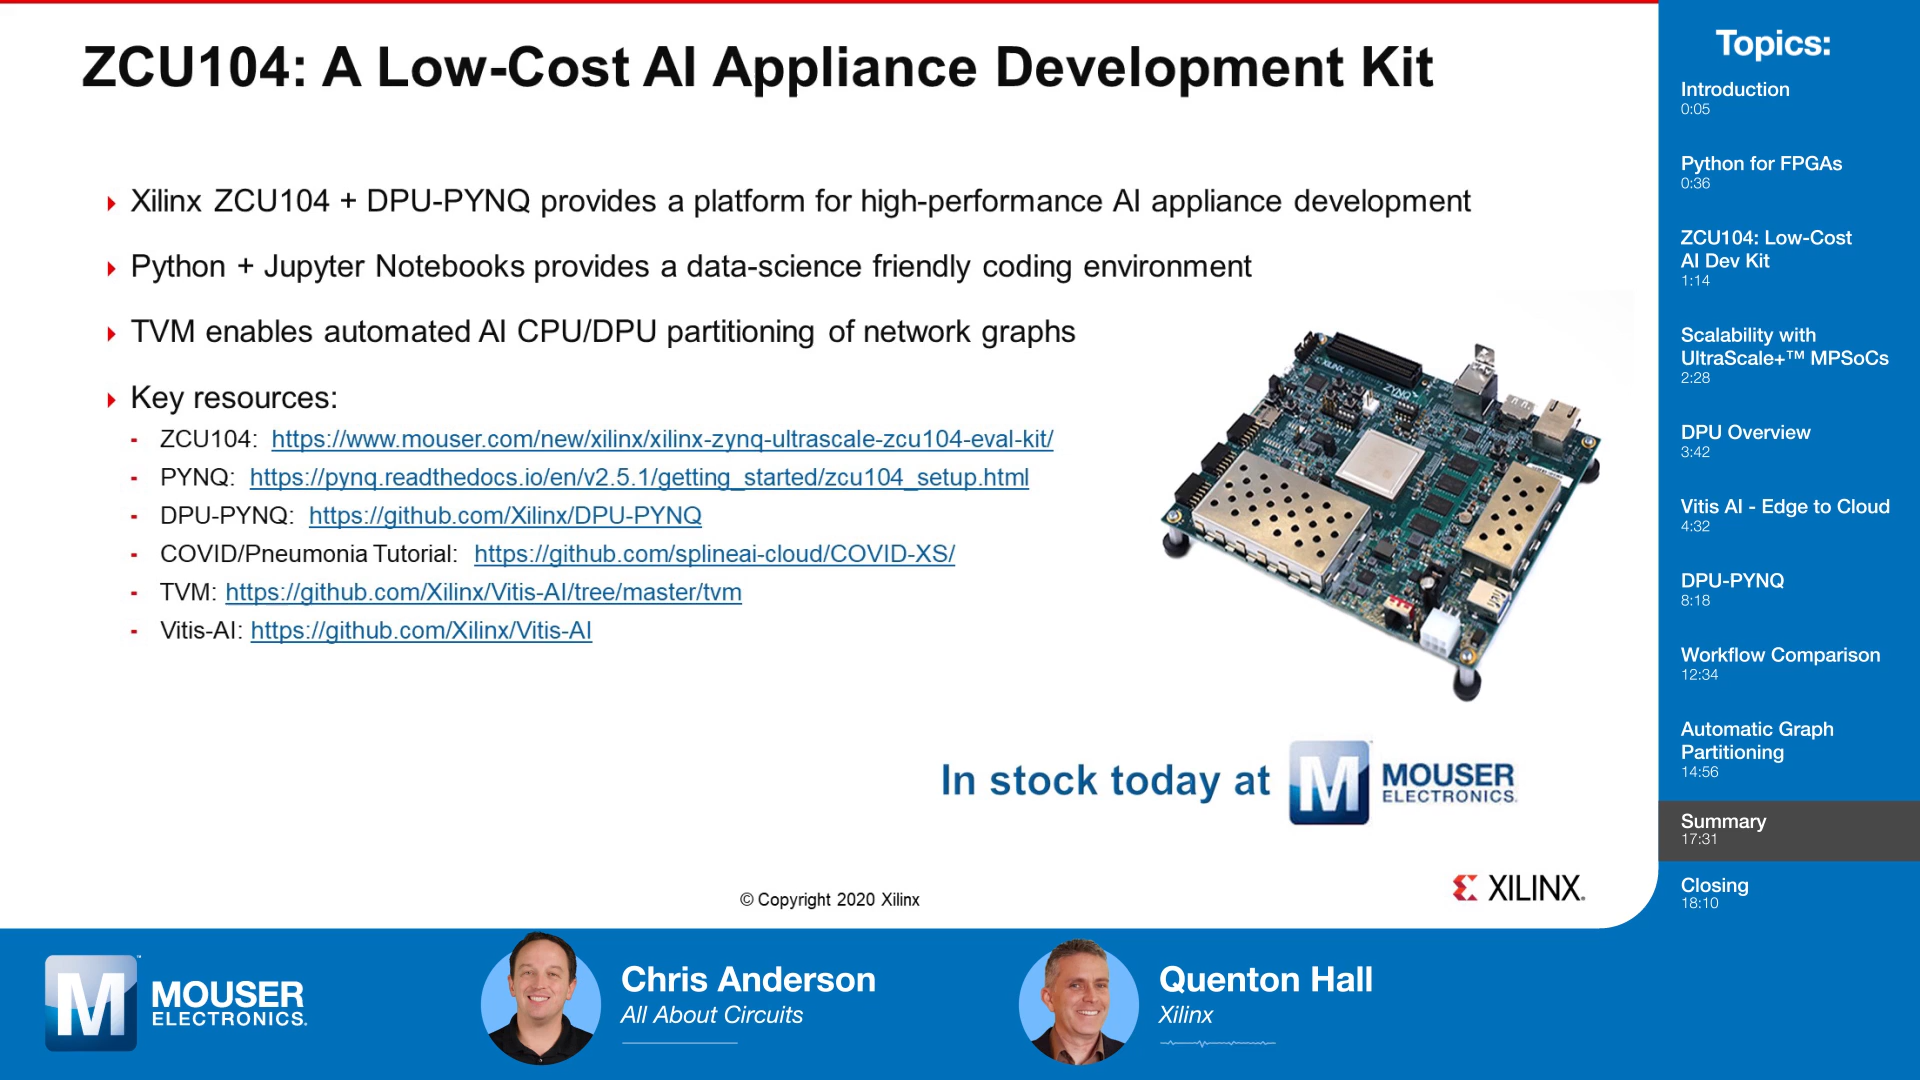 ZCU104: A Low-Cost AI Appliance Development Kit
Xilinx ZCU104 + DPU-PYNQ provides a platform for high-performance AI appliance development
Python + Jupyter Notebooks provides a data-science friendly coding environment
TVM enables automated AI CPU/DPU partitioning of network graphs
Key resources:
- ZCU104: https://www.mouser.com/new/xilinx/xilinx-zynq-ultrascale-zcu104-eval-kit/
- PYNQ: https://pynq.readthedocs.io/en/v2.5.1/getting_started/zcu104_setup.html
- DPU-PYNQ: https://github.com/Xilinx/DPU-PYNQ
- COVID/Pneumonia Tutorial: https://github.com/splineai-cloud/COVID-XS/
- TVM: https://github.com/Xilinx/Vitis-AI/tree/master/tvm
- Vitis-AI: https://github.com/Xilinx/Vitis-AI
XILINX
ZYNQ
In stock today at
M MOUSER
ELECTRONICS.
© Copyright 2020 Xilinx
XILINX.
Topics:
Introduction
0:05
Python for FPGAs
0:36
ZCU104: Low-Cost
AI Dev Kit
1:14
Scalability with
UltraScale+™ MPSoCs
2:28
DPU Overview
3:42
Vitis AI - Edge to Cloud
4:32
DPU-PYNQ
8:18
Workflow Comparison
12:34
Automatic Graph
Partitioning
14:56
Summary
17:31
Closing
18:10
M MOUSER
ELECTRONICS.
Chris Anderson
All About Circuits
Quenton Hall
Xilinx